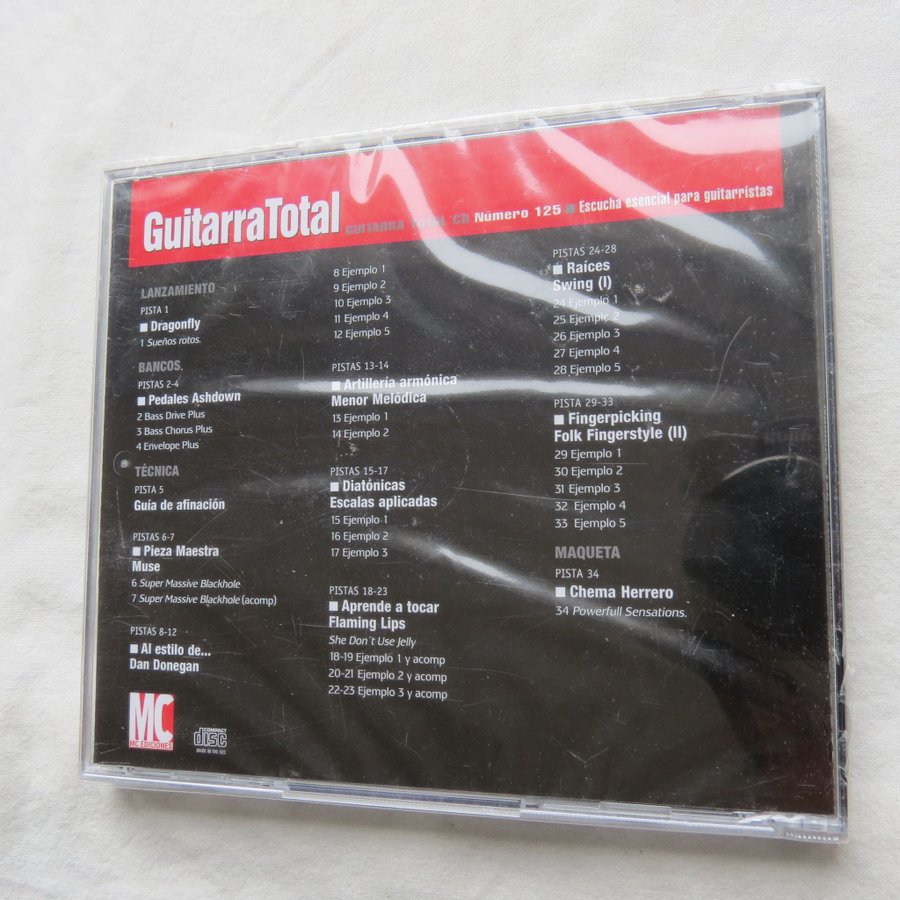 GuitarraTotal
GUITARRA TOTAL CD Número 125 ■ Escucha esencial para guitarristas
LANZAMIENTO
PISTA 1
■ Dragonfly
1 Sueños rotos.
BANCOS
PISTAS 2-4
■ Pedales Ashdown
2 Bass Drive Plus
3 Bass Chorus Plus
4 Envelope Plus
TÉCNICA
PISTA 5
Guía de afinación
PISTAS 6-7
■ Pieza Maestra
Muse
6 Super Massive Blackhole
7 Super Massive Blackhole (acomp)
PISTAS 8-12
■ Al estilo de...
Dan Donegan
8 Ejemplo 1
9 Ejemplo 2
10 Ejemplo 3
11 Ejemplo 4
12 Ejemplo 5
PISTAS 13-14
■ Artillería armónica
Menor Melódica
13 Ejemplo 1
14 Ejemplo 2
PISTAS 15-17
■ Diatónicas
Escalas aplicadas
15 Ejemplo 1
16 Ejemplo 2
17 Ejemplo 3
PISTAS 18-23
■ Aprende a tocar
Flaming Lips
She Don´t Use Jelly
18-19 Ejemplo 1 y acomp
20-21 Ejemplo 2 y acomp
22-23 Ejemplo 3 y acomp
PISTAS 24-28
■ Raíces
Swing (I)
24 Ejemplo 1
25 Ejemplo 2
26 Ejemplo 3
27 Ejemplo 4
28 Ejemplo 5
PISTA 29-33
■ Fingerpicking
Folk Fingerstyle (II)
29 Ejemplo 1
30 Ejemplo 2
31 Ejemplo 3
32 Ejemplo 4
33 Ejemplo 5
MAQUETA
PISTA 34
■ Chema Herrero
34 Powerfull Sensations.
MC
MC EDICIONES
COMPACT
disc
MADE IN THE EEC